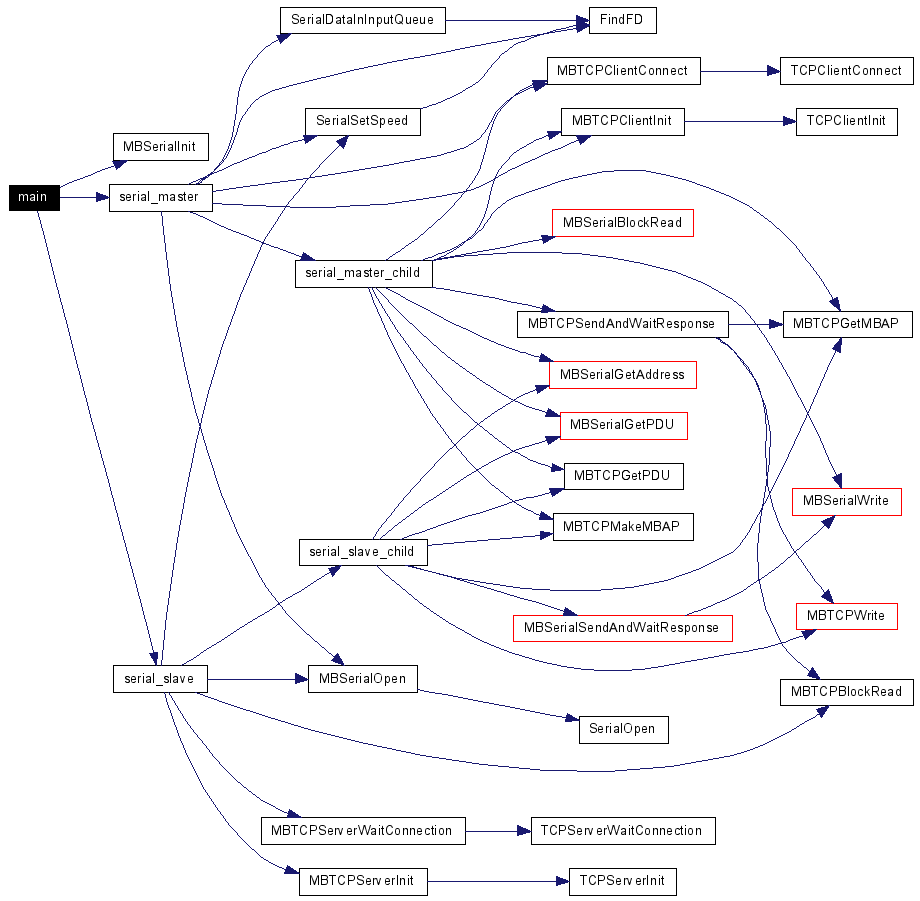 SerialDataInInputQueue
FindFD
MBTCPClientConnect
TCPClientConnect
SerialSetSpeed
MBTCPClientInit
TCPClientInit
MBSerialInit
main
serial_master
MBSerialBlockRead
serial_master_child
MBTCPSendAndWaitResponse
MBTCPGetMBAP
MBSerialGetAddress
MBSerialGetPDU
MBTCPGetPDU
MBSerialWrite
MBTCPMakeMBAP
serial_slave_child
MBTCPWrite
MBSerialSendAndWaitResponse
serial_slave
MBSerialOpen
MBTCPBlockRead
SerialOpen
MBTCPServerWaitConnection
TCPServerWaitConnection
MBTCPServerInit
TCPServerInit